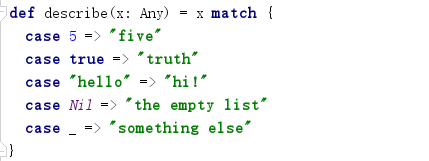 def describe(x: Any) = x match {
case 5 => "five"
case true => "truth"
case "hello" => "hi!"
case Nil => "the empty list"
case _ => "something else"
}